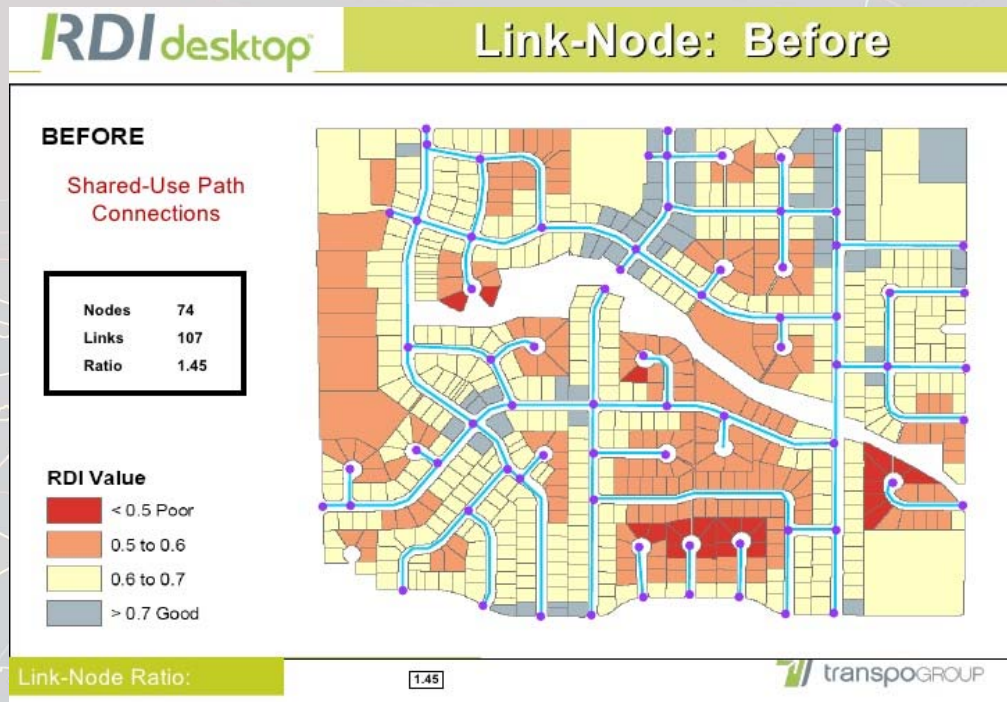 RDI desktop
Link-Node: Before
BEFORE
Shared-Use Path
Connections
Nodes 74
Links 107
Ratio 1.45
RDI Value
< 0.5 Poor
0.5 to 0.6
0.6 to 0.7
> 0.7 Good
Link-Node Ratio:
1.45
transpoGROUP